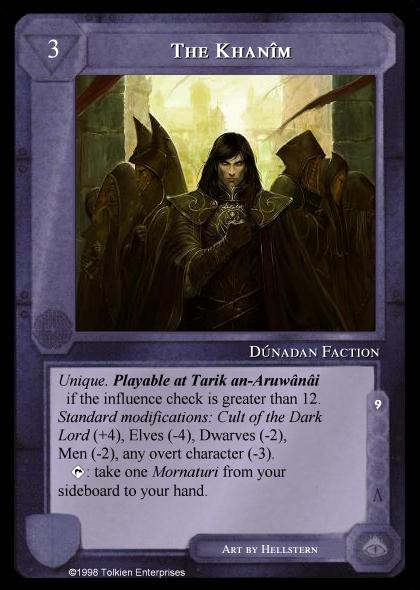 3
The Khanîm
Dúnadan Faction
Unique. Playable at Tarik an-Aruwânâi
if the influence check is greater than 12.
Standard modifications: Cult of the Dark
Lord (+4), Elves (-4), Dwarves (-2),
Men (-2), any overt character (-3).
: take one Mornaturi from your
sideboard to your hand.
9
Art by Hellstern
©1998 Tolkien Enterprises